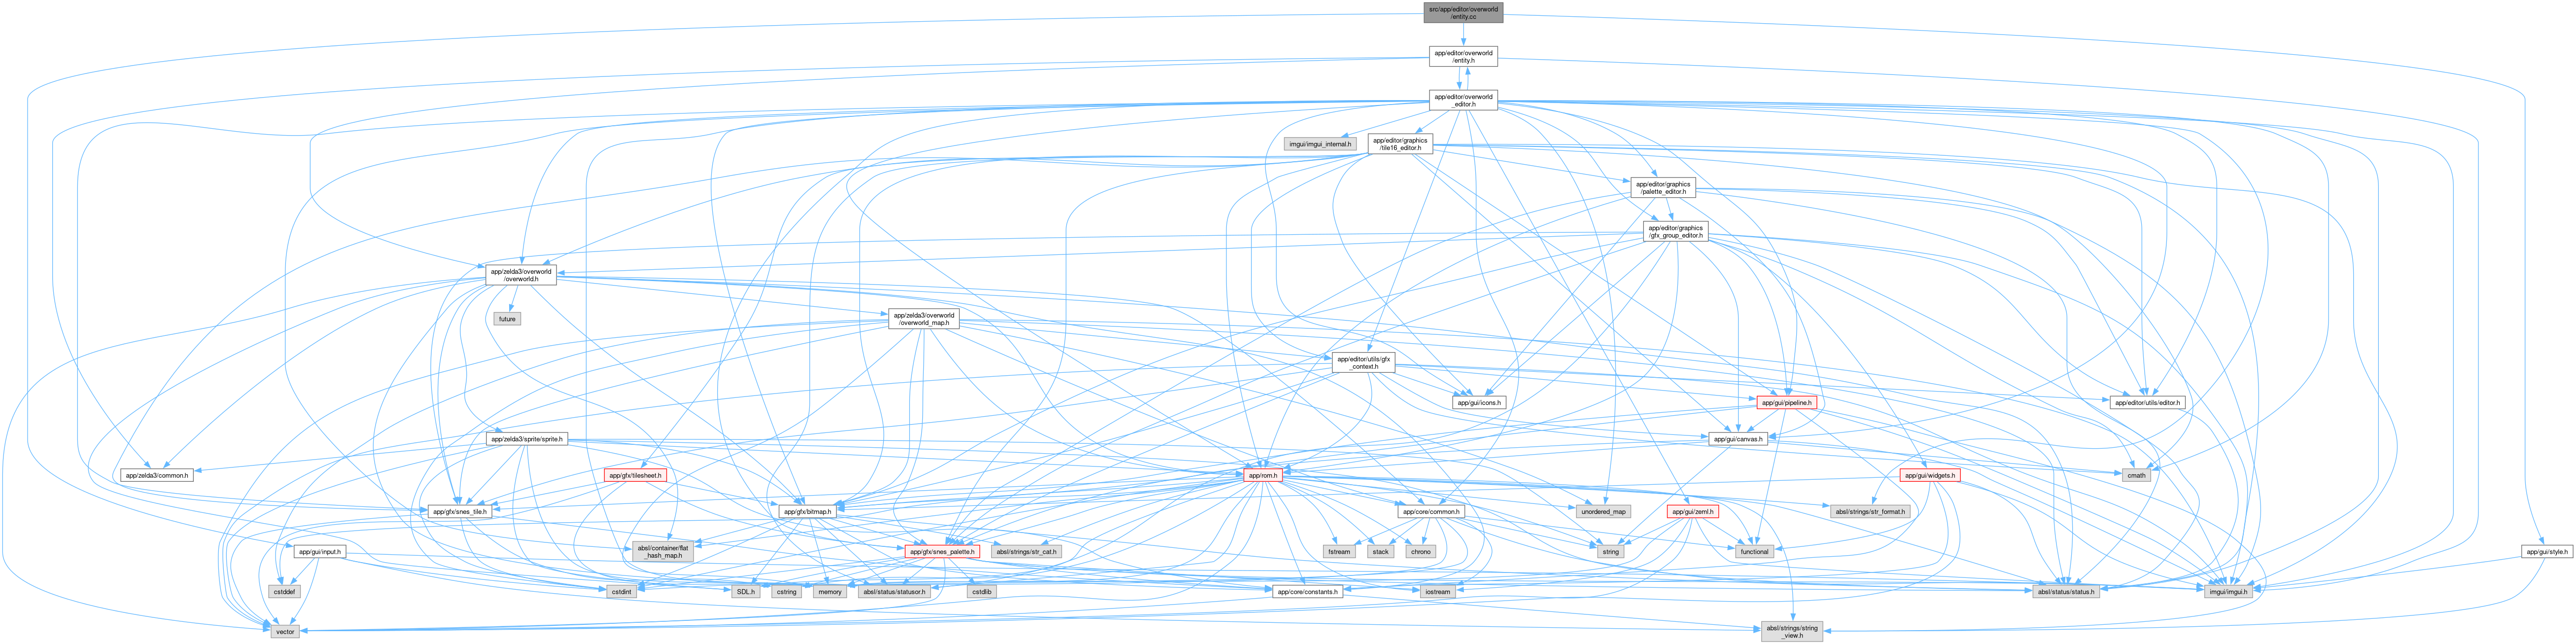 src/app/editor/overworld
/entity.cc
app/editor/overworld
/entity.h
app/editor/overworld
_editor.h
imgui/imgui_internal.h
app/editor/graphics
/tile16_editor.h
app/editor/graphics
/palette_editor.h
app/editor/graphics
/gfx_group_editor.h
app/zelda3/overworld
/overworld.h
future
app/zelda3/overworld
/overworld_map.h
app/editor/utils/gfx
_context.h
app/gui/icons.h
app/gui/pipeline.h
app/editor/utils/editor.h
app/zelda3/sprite/sprite.h
app/gui/canvas.h
app/zelda3/common.h
app/gfx/tilesheet.h
app/rom.h
app/gui/widgets.h
cmath
app/gfx/snes_tile.h
app/gfx/bitmap.h
app/core/common.h
unordered_map
app/gui/zeml.h
absl/strings/str_format.h
app/gui/input.h
absl/container/flat
_hash_map.h
app/gfx/snes_palette.h
absl/strings/str_cat.h
fstream
stack
chrono
string
functional
app/gui/style.h
cstddef
cstdint
SDL.h
cstring
memory
absl/status/statusor.h
cstdlib
app/core/constants.h
iostream
absl/status/status.h
imgui/imgui.h
vector
absl/strings/string
_view.h